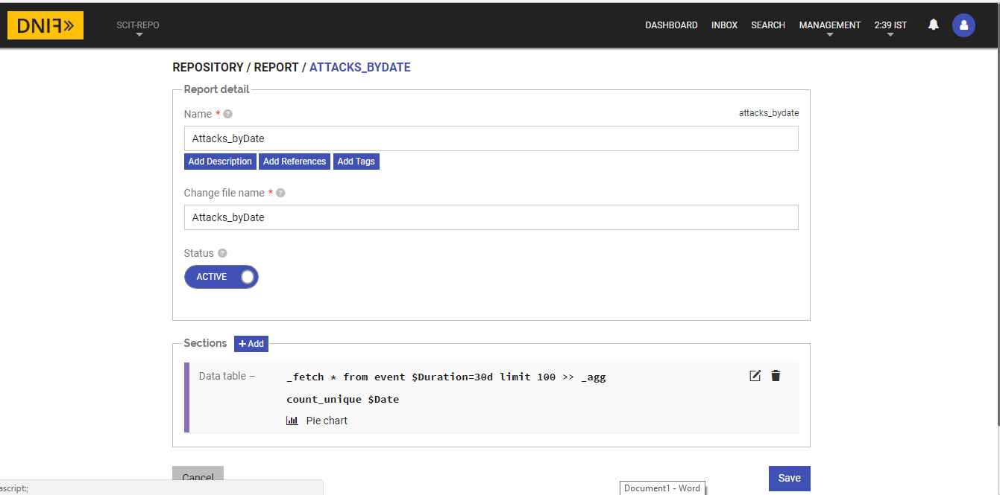 DNIF»
SCIT-REPO
DASHBOARD INBOX SEARCH MANAGEMENT 2:39 IST
REPOSITORY / REPORT / ATTACKS_BYDATE
Report detail
Name * ?
attacks_bydate
Attacks_byDate
Add Description Add References Add Tags
Change file name * ?
Attacks_byDate
Status ?
ACTIVE
Sections + Add
Data table – _fetch * from event $Duration=30d limit 100 >> _agg
count_unique $Date
Pie chart
Cancel
Save
ascript:;
Document1 - Word